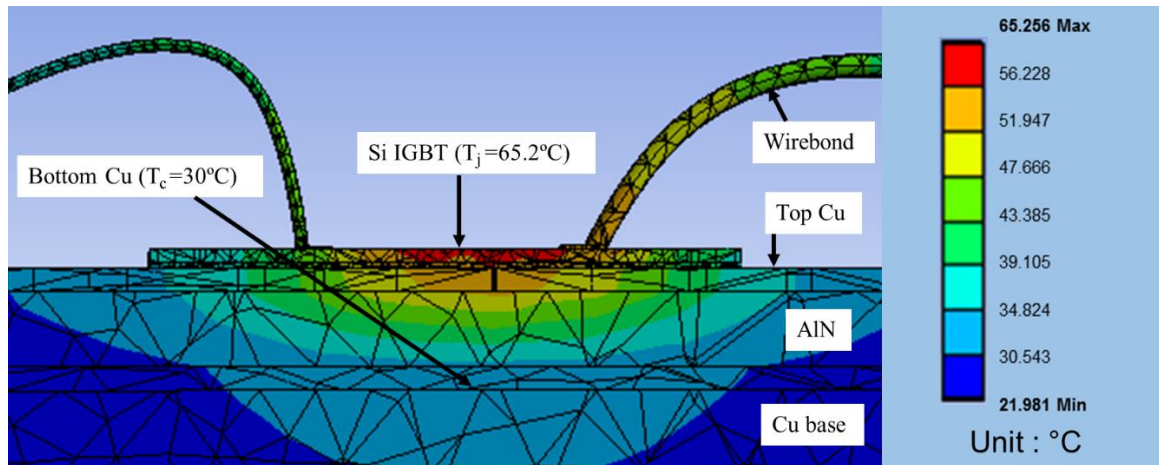 Si IGBT (Tj=65.2ºC)
Bottom Cu (Tc=30ºC)
Wirebond
Top Cu
AlN
Cu base
65.256 Max
56.228
51.947
47.666
43.385
39.105
34.824
30.543
21.981 Min
Unit : °C